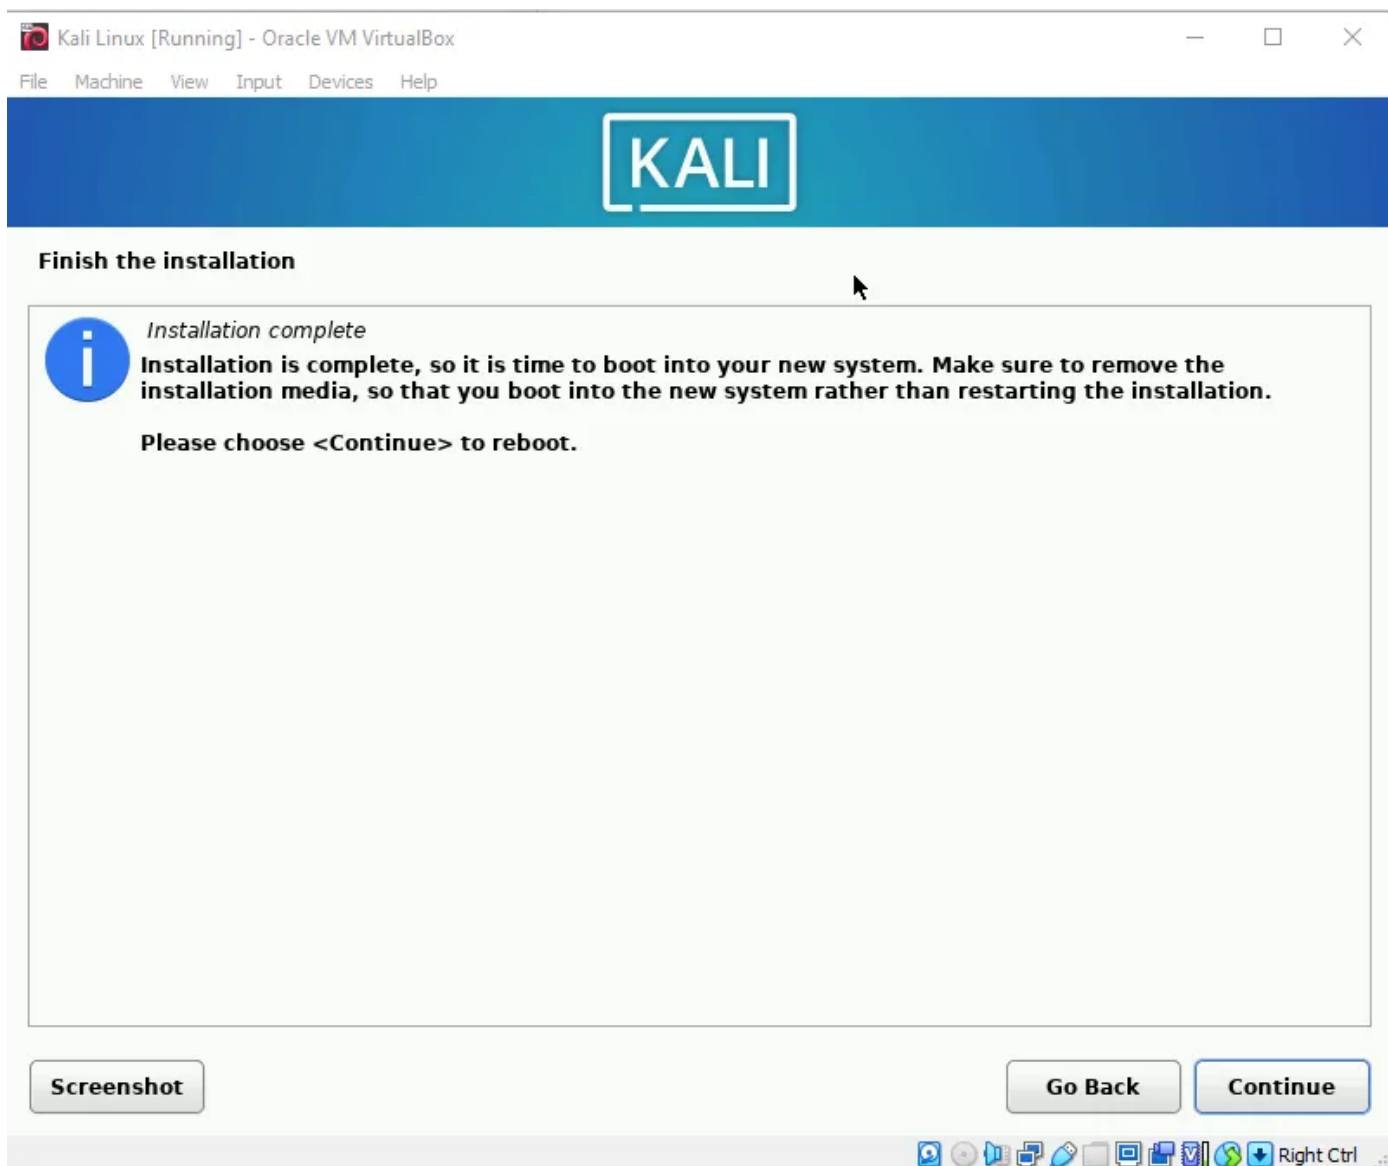 Kali Linux [Running] - Oracle VM VirtualBox
File Machine View Input Devices Help
KALI
Finish the installation
Installation complete
Installation is complete, so it is time to boot into your new system. Make sure to remove the
installation media, so that you boot into the new system rather than restarting the installation.
Please choose <Continue> to reboot.
Screenshot
Go Back
Continue
Right Ctrl